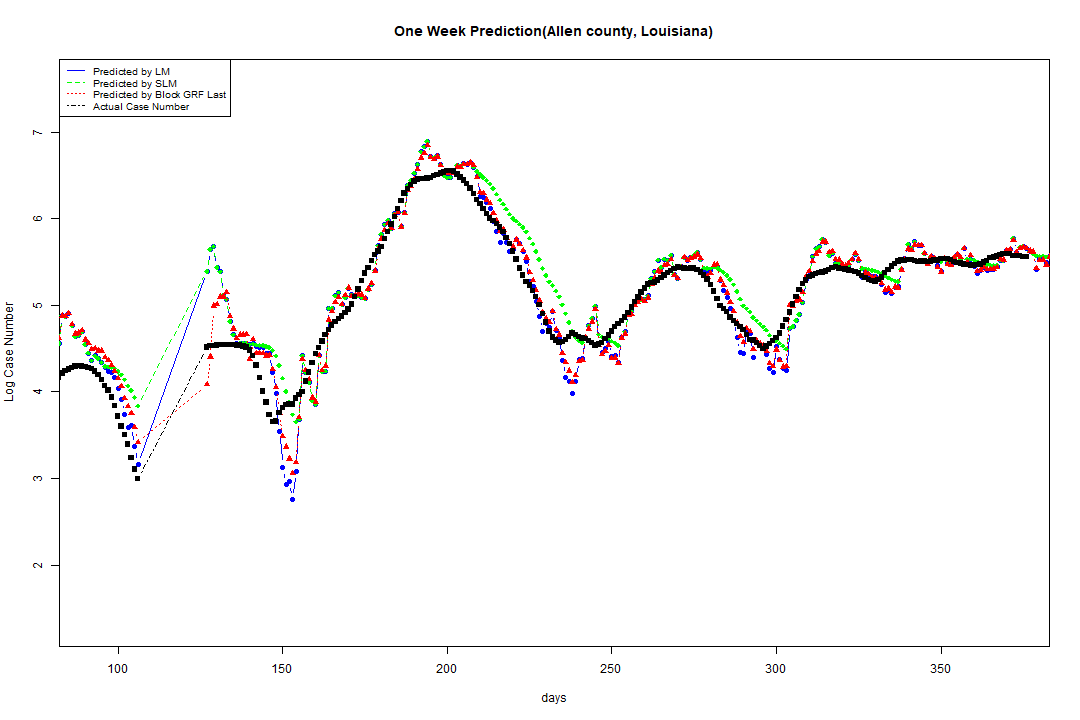 One Week Prediction(Allen county, Louisiana)
Predicted by LM
Predicted by SLM
Predicted by Block GRF Last
Actual Case Number
Log Case Number
7
6
5
4
3
2
100 150 200 250 300 350
days